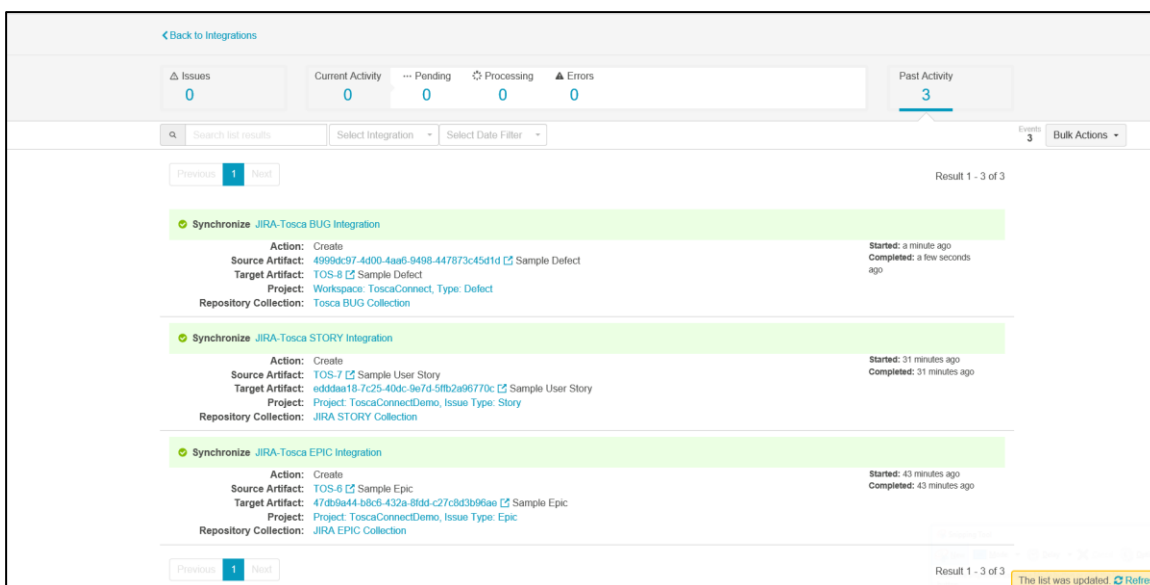 Back to Integrations
Issues Current Activity Pending Processing Errors Past Activity
0 0 0 0 0 3
Search list results Select Integration Select Date Filter Events 3 Bulk Actions
Previous 1 Next Result 1 - 3 of 3
Synchronize JIRA-Tosca BUG Integration
Action: Create Started: a minute ago
Source Artifact: 4999dc97-4d00-4aa6-9498-447873c45d1d Sample Defect Completed: a few seconds
Target Artifact: TOS-8 Sample Defect ago
Project: Workspace: ToscaConnect, Type: Defect
Repository Collection: Tosca BUG Collection
Synchronize JIRA-Tosca STORY Integration
Action: Create Started: 31 minutes ago
Source Artifact: TOS-7 Sample User Story Completed: 31 minutes ago
Target Artifact: edddaa18-7c25-40dc-9e7d-5ffb2a96770c Sample User Story
Project: Project: ToscaConnectDemo, Issue Type: Story
Repository Collection: JIRA STORY Collection
Synchronize JIRA-Tosca EPIC Integration
Action: Create Started: 43 minutes ago
Source Artifact: TOS-6 Sample Epic Completed: 43 minutes ago
Target Artifact: 47db9a44-b8c6-432a-8fdd-c27c8d3b96ae Sample Epic
Project: Project: ToscaConnectDemo, Issue Type: Epic
Repository Collection: JIRA EPIC Collection
Previous 1 Next Result 1 - 3 of 3
The list was updated. Refre